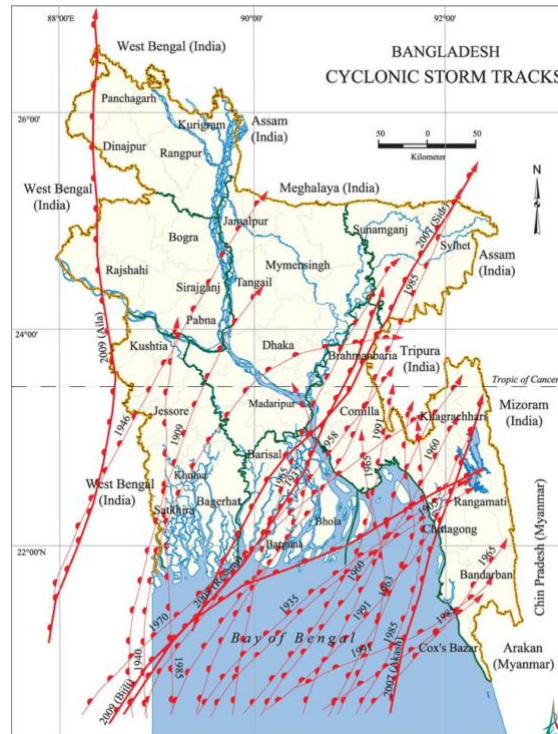 88°00'E
90°00'
92°00'
West Bengal (India)
BANGLADESH
CYCLONIC STORM TRACKS
Panchagarh
26°00'
Kurigram
Assam
(India)
Dinajpur
Rangpur
50
0
50
Kilometer
N
West Bengal
(India)
Meghalaya (India)
Jamalpur
Sunamganj
2007 (Sidr)
Sylhet
Bogra
Mymensingh
1985
Assam
(India)
Rajshahi
Sirajganj
Tangail
Pabna
24°00'
2009 (Aila)
Kushtia
Dhaka
Brahmanbaria
Tripura
(India)
Tropic of Cancer
Madaripur
Comilla
1991
Khagrachhari
Mizoram
(India)
Jessore
1946
1909
1958
1960
Barisal
1965
1965
West Bengal
(India)
Khulna
Satkhira
Bagerhat
Bhola
Rangamati
Barguna
Chittagong
22°00'
1960
1965
Bandarban
Chin Pradesh (Myanmar)
1935
1963
1970
1991
Bay of Bengal
1985
Arakan
(Myanmar)
1940
1985
Cox's Bazar
2009 (Bijli)
2007 (Akash)